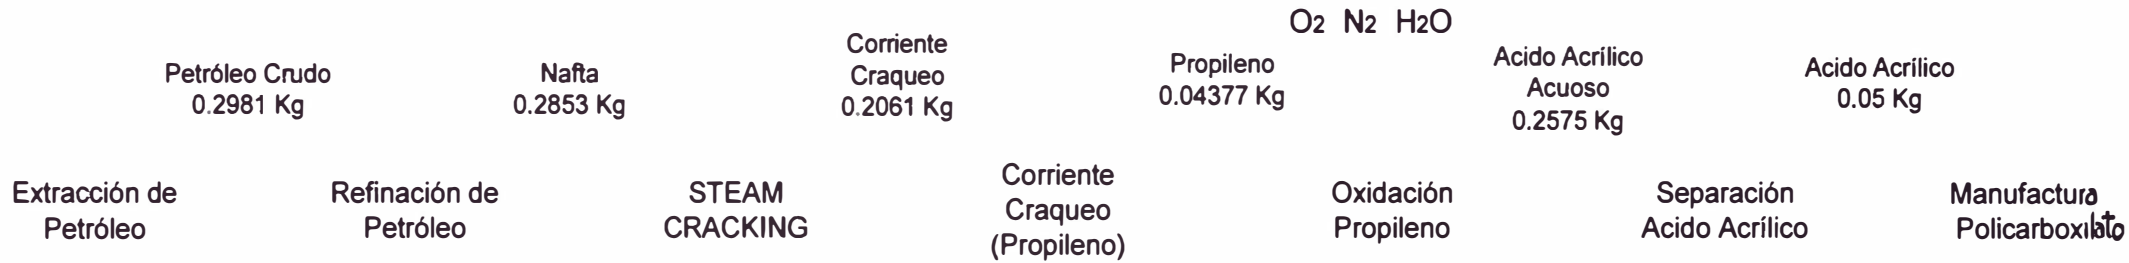 O2 N2 H2O
Petróleo Crudo
0.2981 Kg
Nafta
0.2853 Kg
Corriente
Craqueo
0.2061 Kg
Propileno
0.04377 Kg
Acido Acrílico
Acuoso
0.2575 Kg
Acido Acrílico
0.05 Kg
Extracción de
Petróleo
Refinación de
Petróleo
STEAM
CRACKING
Corriente
Craqueo
(Propileno)
Oxidación
Propileno
Separación
Acido Acrílico
Manufactura
Policarboxilato